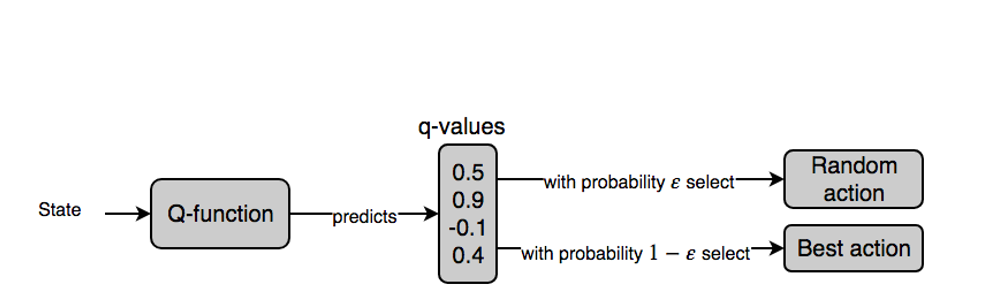 q-values
State
Q-function
predicts
0.5
0.9
-0.1
0.4
with probability ε select
Random
action
with probability 1 − ϵ select
Best action